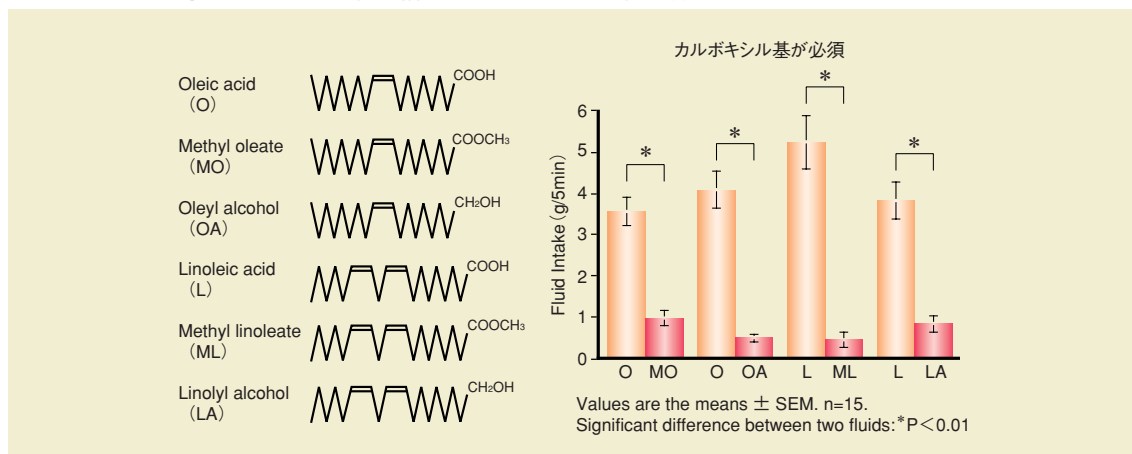 Oleic acid
（O）
COOH
Methyl oleate
（MO）
COOCH3
Oleyl alcohol
（OA）
CH2OH
Linoleic acid
（L）
COOH
Methyl linoleate
（ML）
COOCH3
Linolyl alcohol
（LA）
CH2OH
カルボキシル基が必須
Fluid Intake（g/5min）
6
5
4
3
2
1
0
* * * *
O MO O OA L ML L LA
Values are the means ± SEM. n=15.
Significant difference between two fluids:*P＜0.01